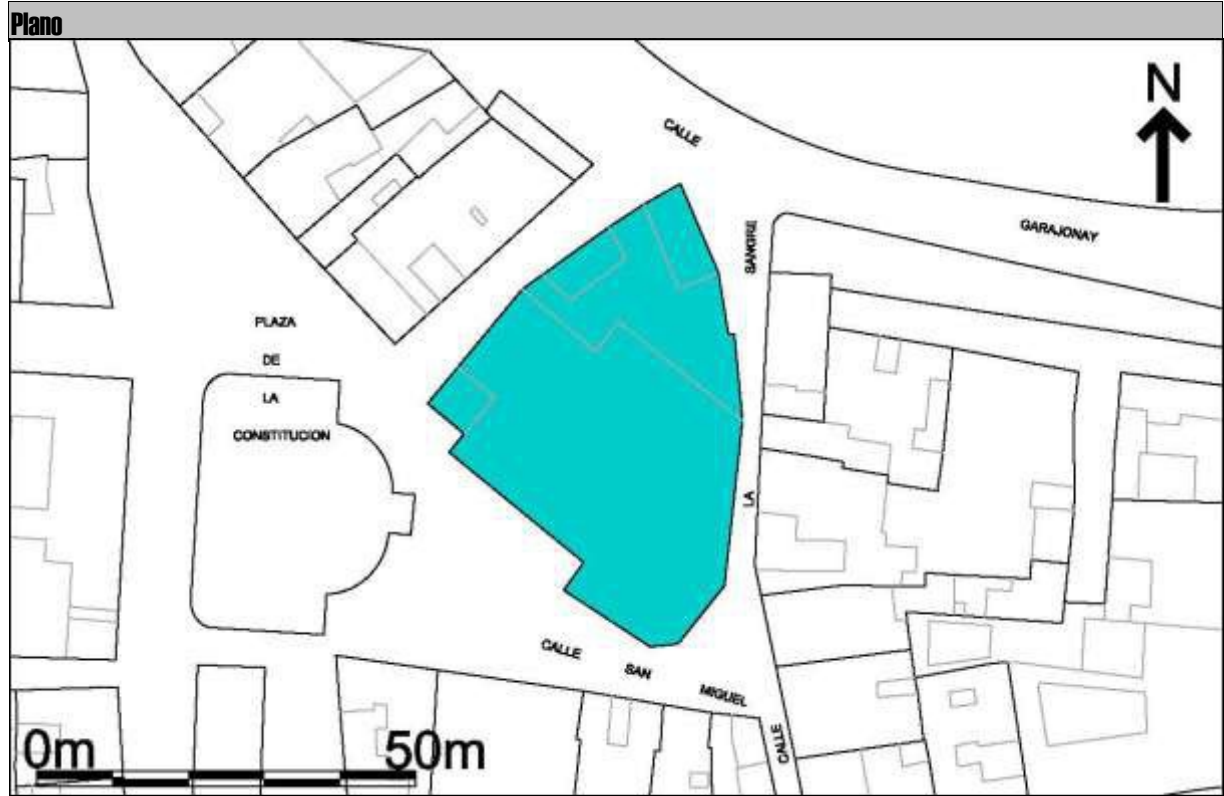 Plano
N
CALLE
GARAJONAY
SANGRE
PLAZA
DE
LA
CONSTITUCION
LA
CALLE
SAN
MIGUEL
CALLE
0m 50m